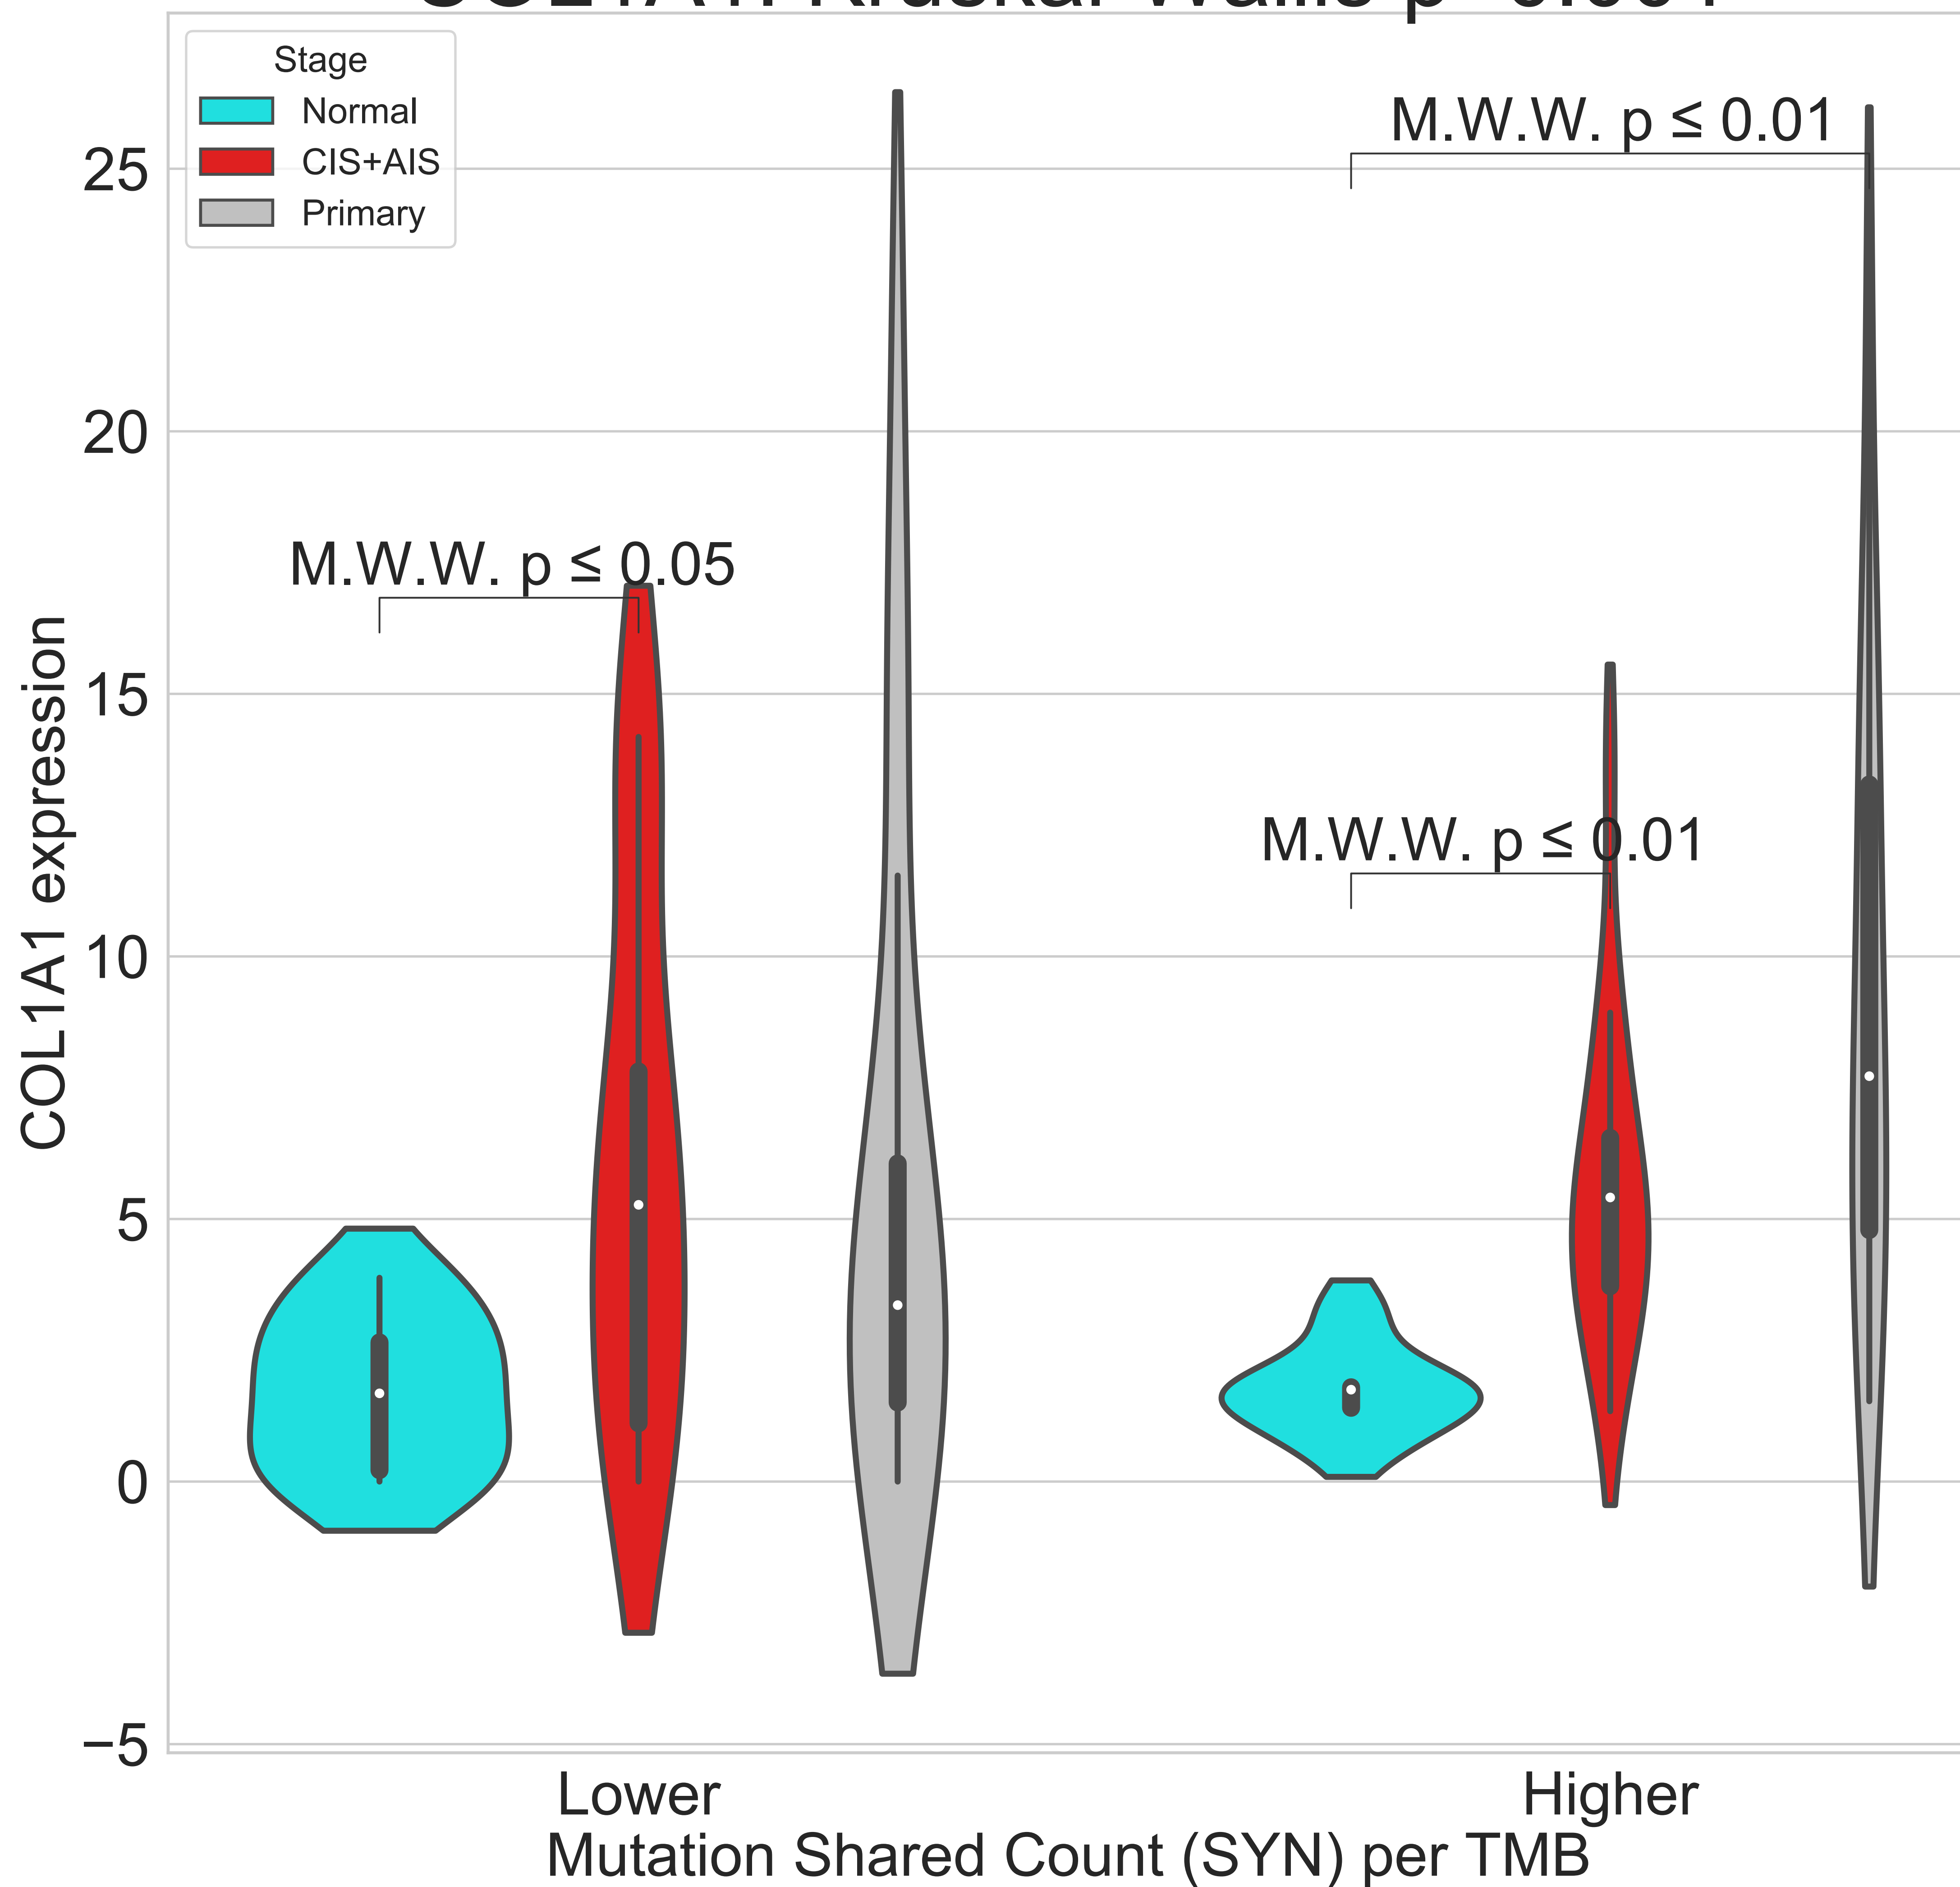 Stage
Normal
CIS+AIS
Primary
M.W.W. p ≤ 0.01
M.W.W. p ≤ 0.05
M.W.W. p ≤ 0.01
COL1A1 expression
25
20
15
10
5
0
−5
Lower
Higher
Mutation Shared Count (SYN) per TMB